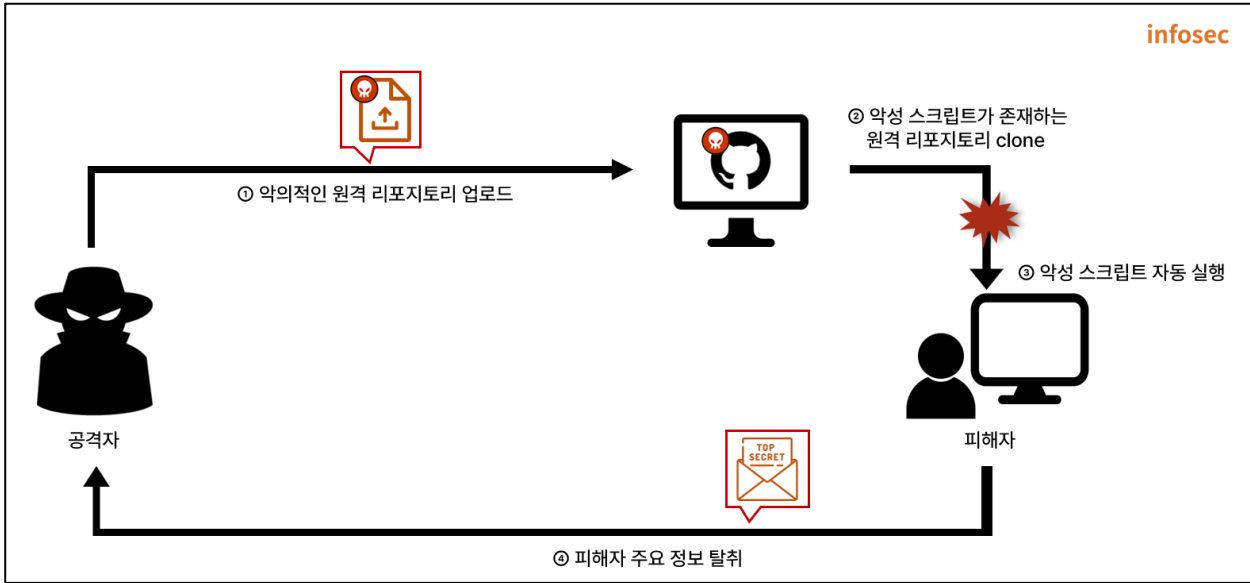 infosec
① 악의적인 원격 리포지토리 업로드
② 악성 스크립트가 존재하는
원격 리포지토리 clone
③ 악성 스크립트 자동 실행
공격자
피해자
TOP
SECRET
④ 피해자 주요 정보 탈취